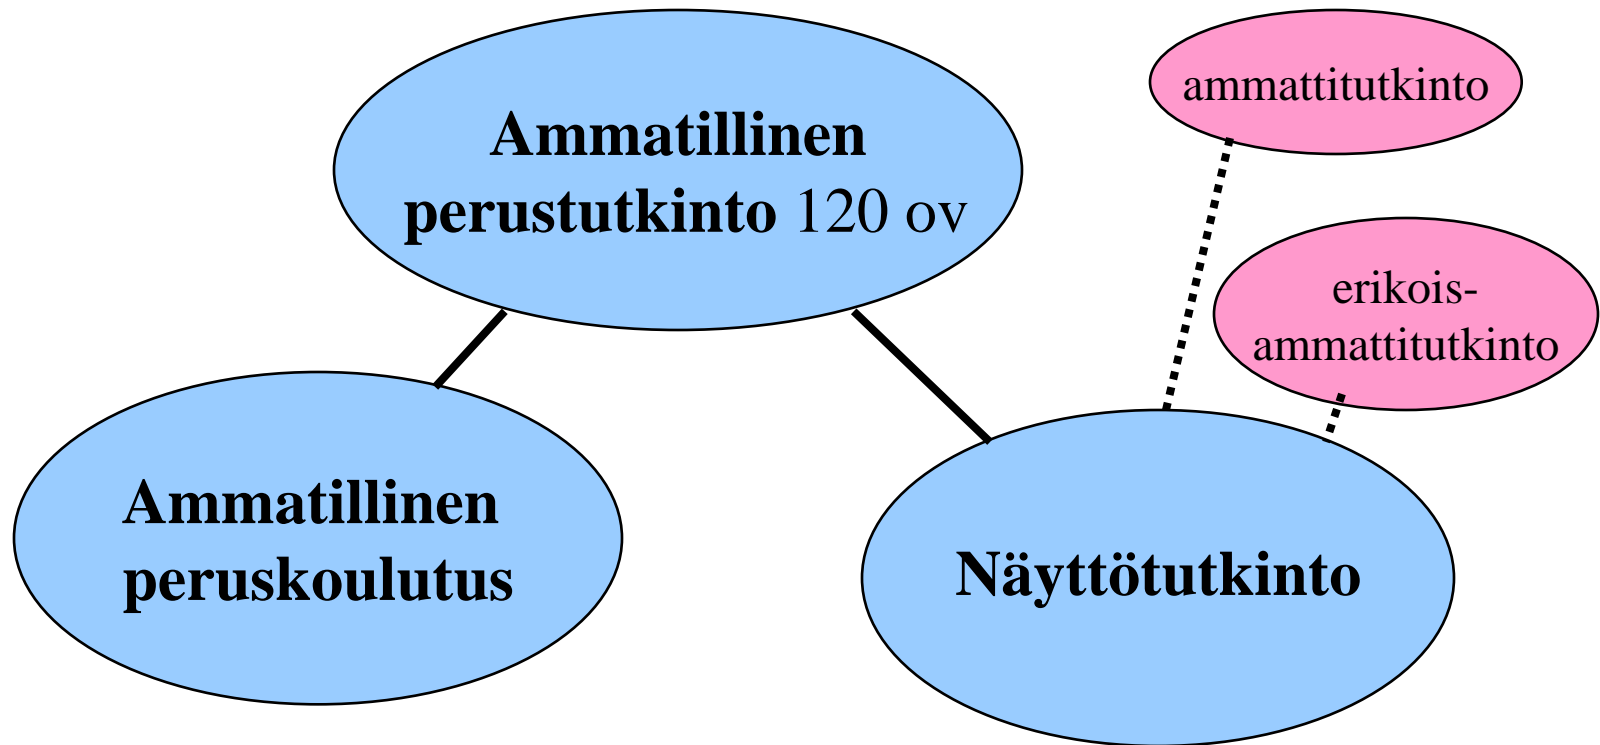 Ammatillinen
perustutkinto 120 ov
ammattitutkinto
erikois-
ammattitutkinto
Ammatillinen
peruskoulutus
Näyttötutkinto